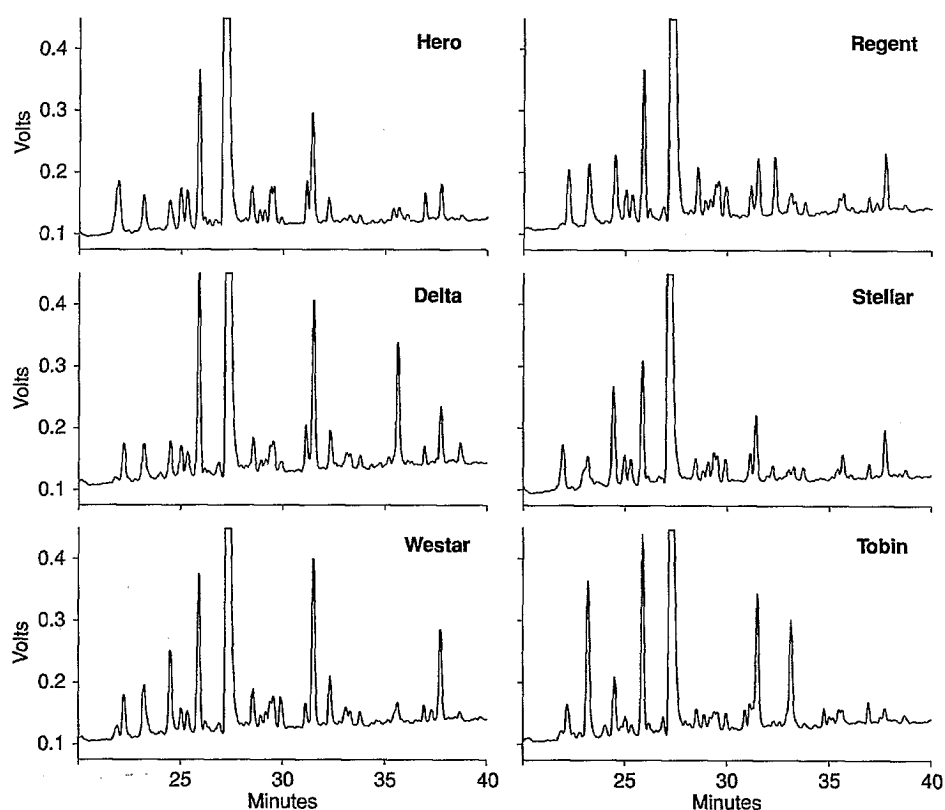 Hero
Regent
0.4
0.3
Volts
0.2
0.1
Delta
Stellar
0.4
0.3
Volts
0.2
0.1
Westar
Tobin
0.4
0.3
Volts
0.2
0.1
25 30 35 40 25 30 35 40
Minutes Minutes